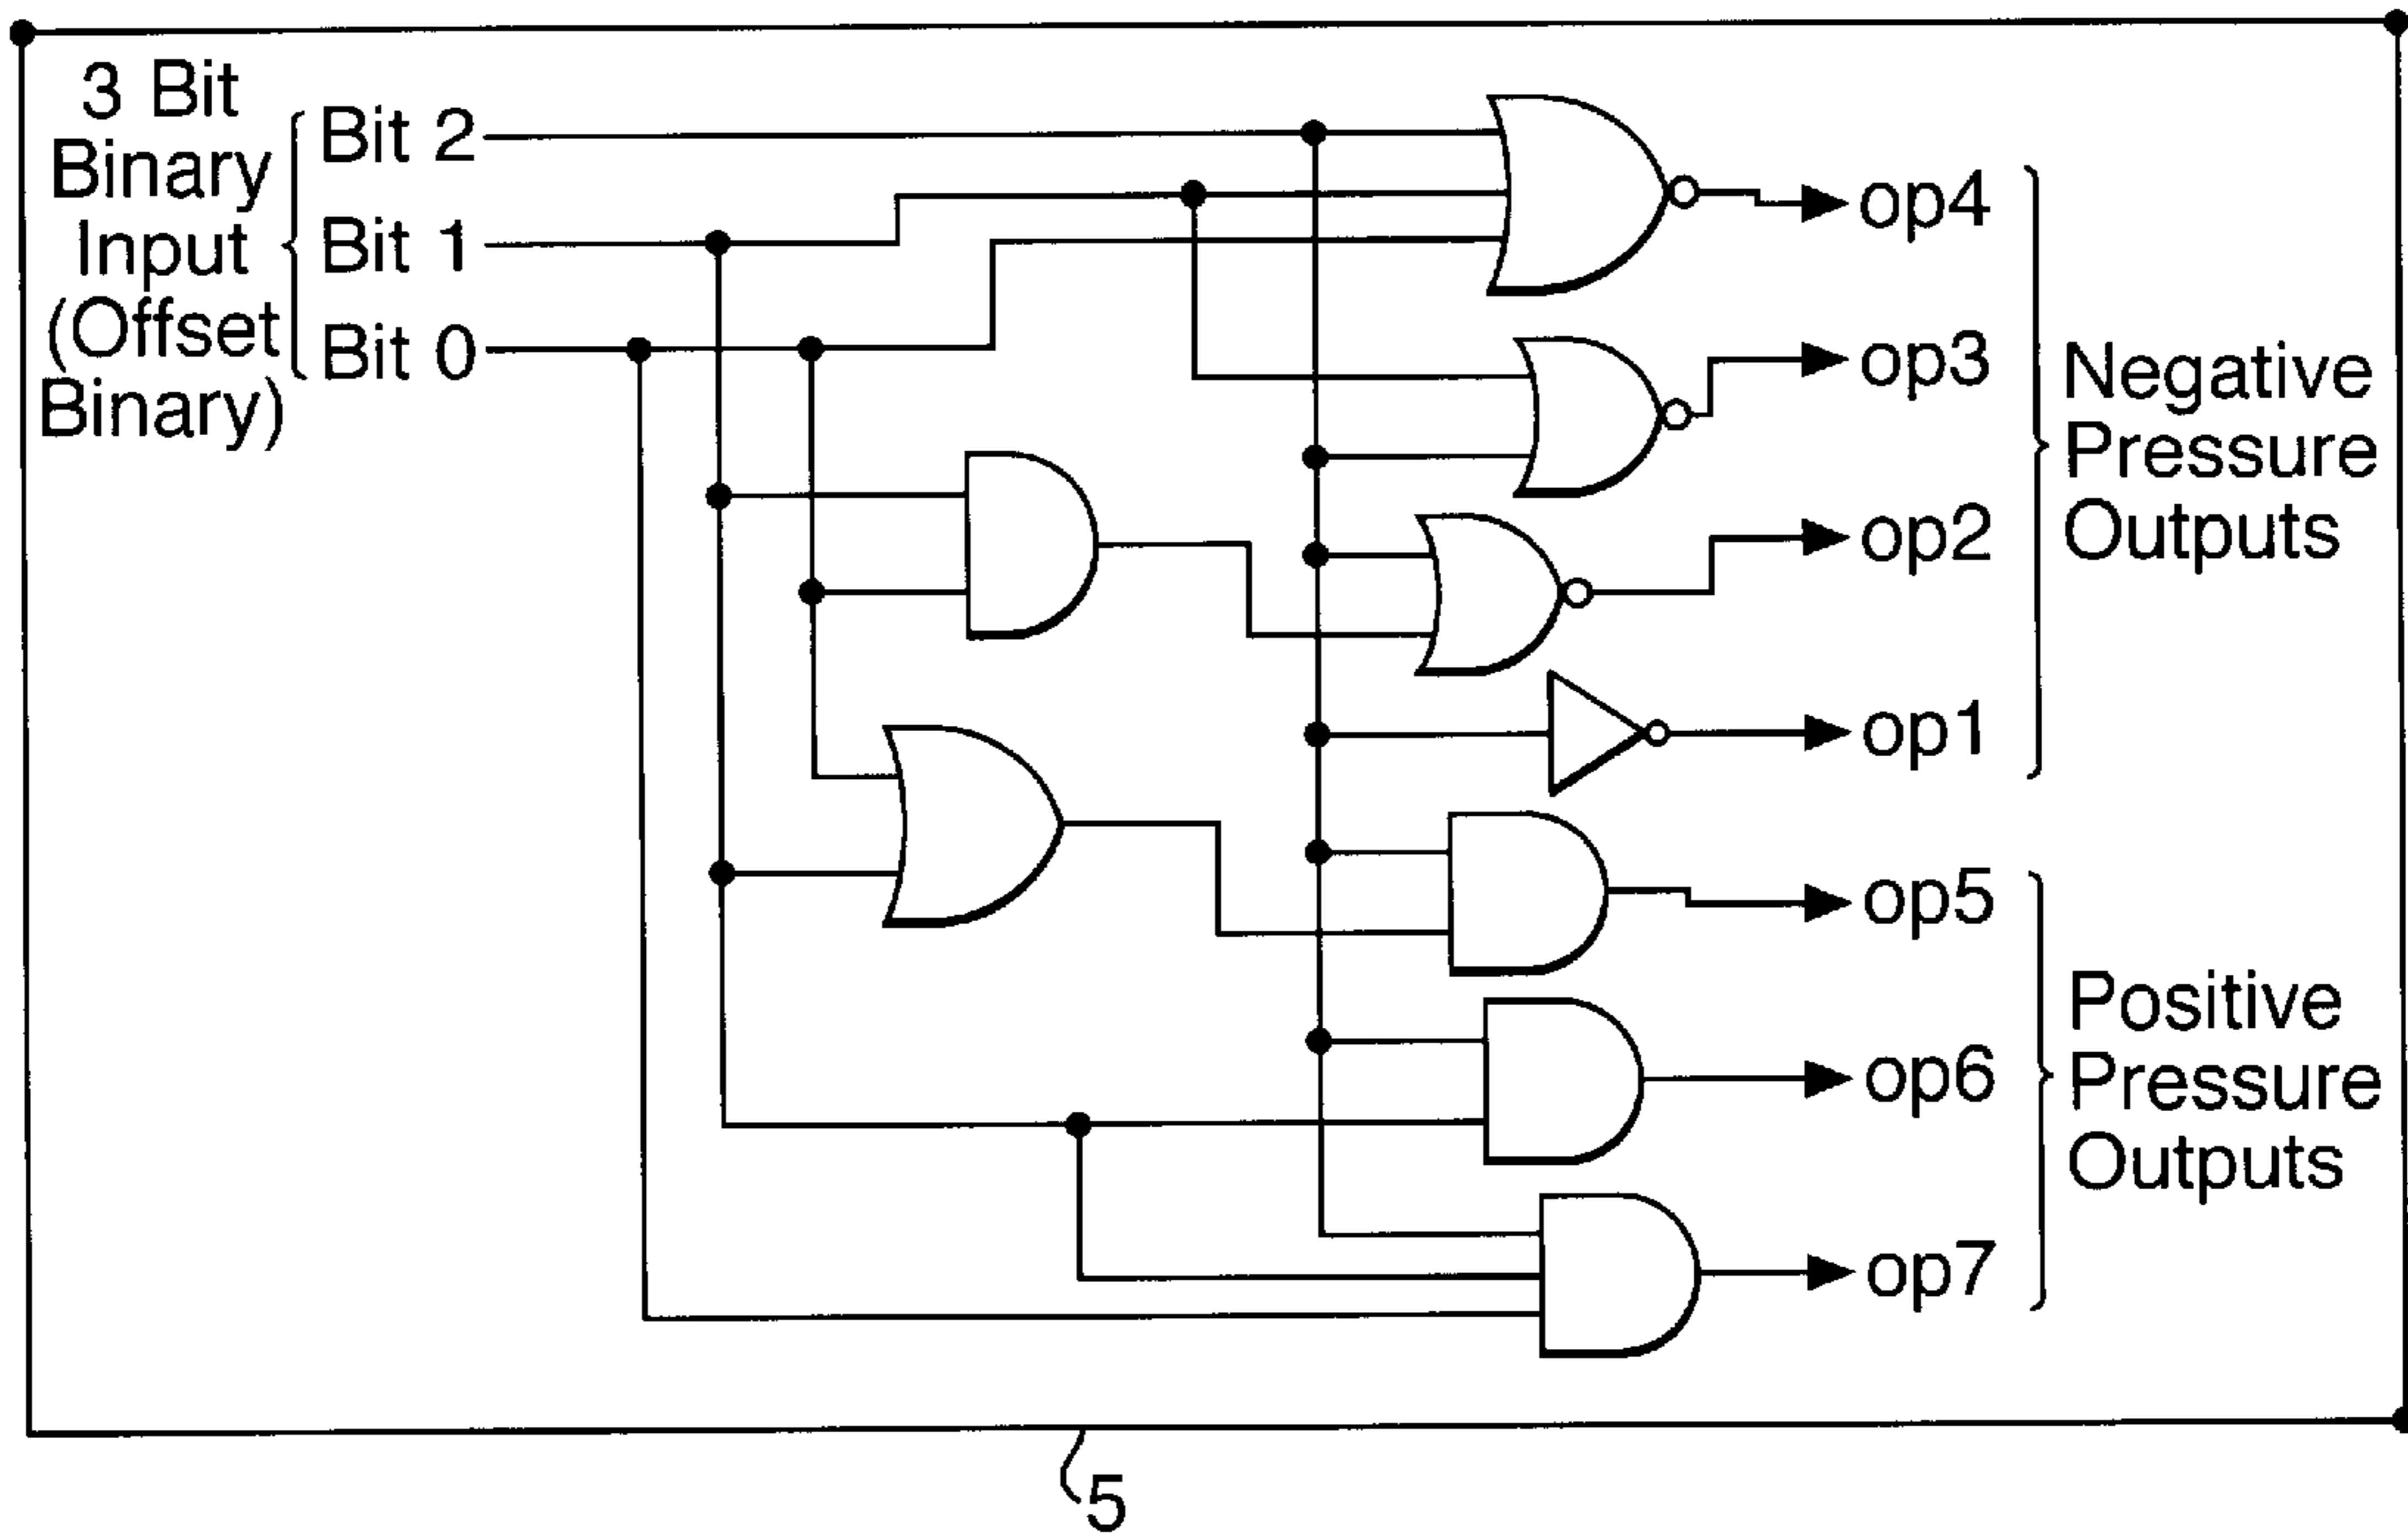 3 Bit
Binary
Input
(Offset
Binary)
Bit 2
Bit 1
Bit 0
op4
op3
op2
op1
Negative
Pressure
Outputs
op5
op6
op7
Positive
Pressure
Outputs
5